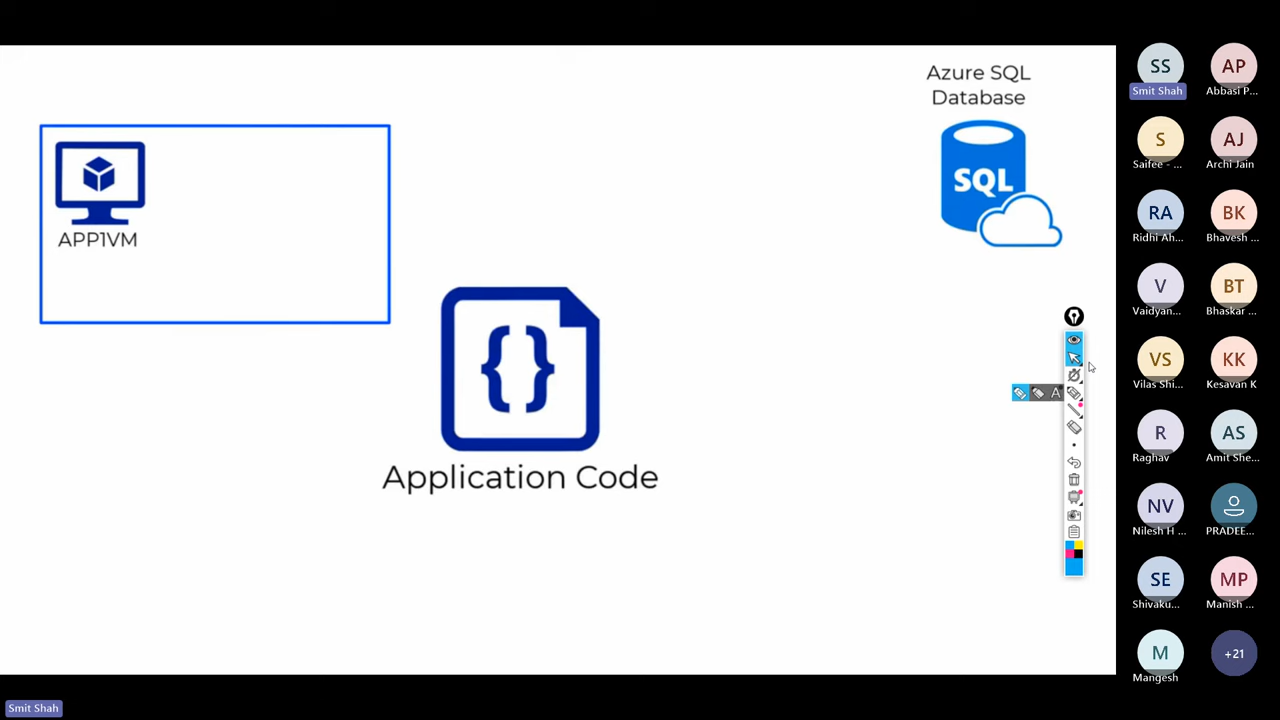 Azure SQL
Database
SQL
APP1VM
{}
Application Code
A
SS
Smit Shah
AP
Abbasi P...
S
Saifee - ...
AJ
Archi Jain
RA
Ridhi Ah...
BK
Bhavesh ...
V
Vaidyan...
BT
Bhaskar ...
VS
Vilas Shi...
KK
Kesavan K
R
Raghav
AS
Amit She...
NV
Nilesh H ...
PRADEE...
SE
Shivaku...
MP
Manish ...
M
Mangesh
+21
Smit Shah